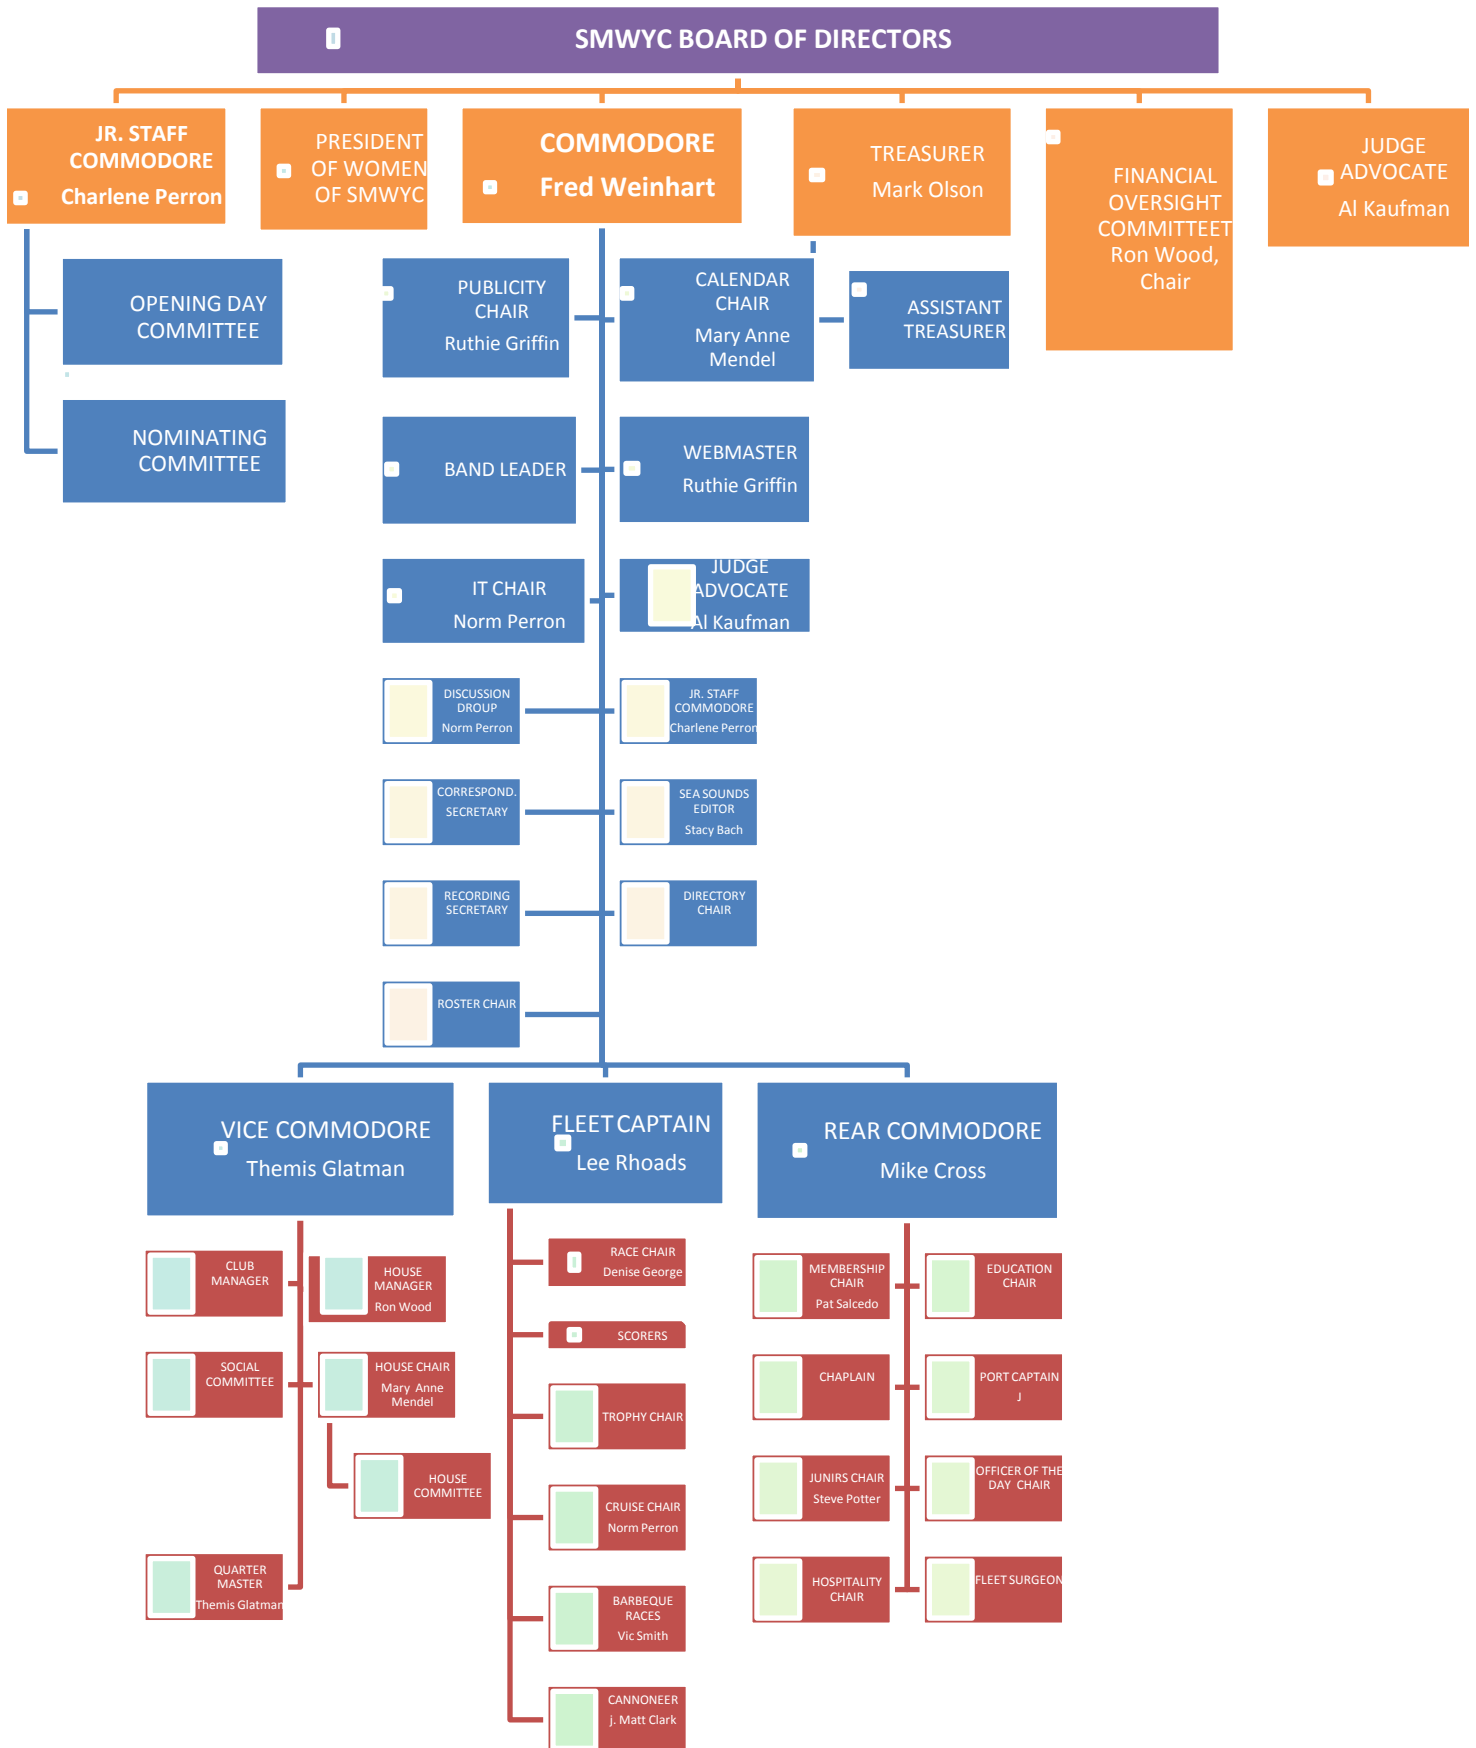 SMWYC BOARD OF DIRECTORS
JR. STAFF
COMMODORE
Charlene Perron
PRESIDENT
OF WOMEN
OF SMWYC
COMMODORE
Fred Weinhart
TREASURER
Mark Olson
FINANCIAL
OVERSIGHT
COMMITTEET
Ron Wood,
Chair
JUDGE
ADVOCATE
Al Kaufman
OPENING DAY
COMMITTEE
NOMINATING
COMMITTEE
PUBLICITY
CHAIR
Ruthie Griffin
CALENDAR
CHAIR
Mary Anne
Mendel
ASSISTANT
TREASURER
BAND LEADER
WEBMASTER
Ruthie Griffin
IT CHAIR
Norm Perron
JUDGE
ADVOCATE
Al Kaufman
DISCUSSION
DROUP
Norm Perron
JR. STAFF
COMMODORE
Charlene Perron
CORRESPOND.
SECRETARY
SEA SOUNDS
EDITOR
Stacy Bach
RECORDING
SECRETARY
DIRECTORY
CHAIR
ROSTER CHAIR
VICE COMMODORE
Themis Glatman
FLEET CAPTAIN
Lee Rhoads
REAR COMMODORE
Mike Cross
CLUB
MANAGER
HOUSE
MANAGER
Ron Wood
SOCIAL
COMMITTEE
HOUSE CHAIR
Mary Anne
Mendel
HOUSE
COMMITTEE
QUARTER
MASTER
Themis Glatman
RACE CHAIR
Denise George
SCORERS
TROPHY CHAIR
CRUISE CHAIR
Norm Perron
BARBEQUE
RACES
Vic Smith
CANNONEER
j. Matt Clark
MEMBERSHIP
CHAIR
Pat Salcedo
EDUCATION
CHAIR
CHAPLAIN
PORT CAPTAIN
J
JUNIRS CHAIR
Steve Potter
OFFICER OF THE
DAY CHAIR
HOSPITALITY
CHAIR
FLEET SURGEON